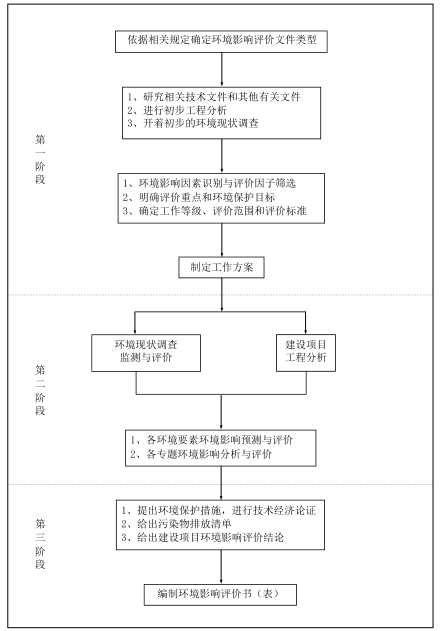 依据相关规定确定环境影响评价文件类型
1、研究相关技术文件和其他有关文件
2、进行初步工程分析
3、开着初步的环境现状调查
第一阶段
1、环境影响因素识别与评价因子筛选
2、明确评价重点和环境保护目标
3、确定工作等级、评价范围和评价标准
制定工作方案
环境现状调查
监测与评价
建设项目
工程分析
第二阶段
1、各环境要素环境影响预测与评价
2、各专题环境影响分析与评价
第三阶段
1、提出环境保护措施，进行技术经济论证
2、给出污染物排放清单
3、给出建设项目环境影响评价结论
编制环境影响评价书（表）